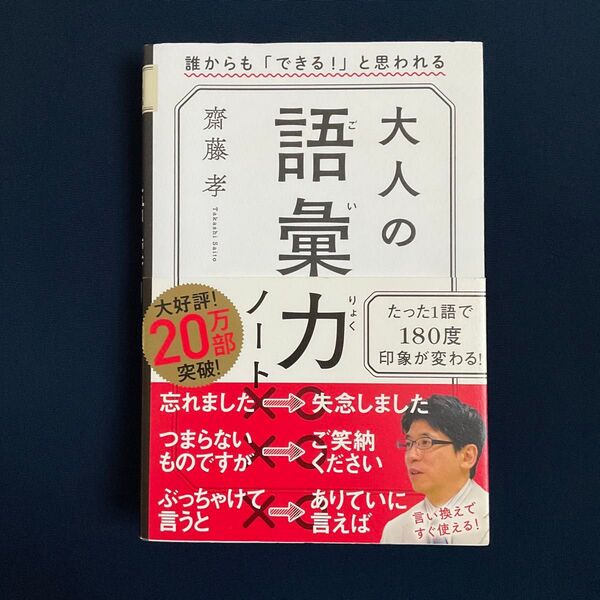 誰からも「できる!」と思われる
大人の
語彙力
ごい
りょく
ノート
齋藤 孝
Takashi Saito
大好評!
20万部
突破!
たった1語で
180度
印象が変わる!
忘れました
失念しました
つまらない
ものですが
ご笑納
ください
ぶっちゃけて
言うと
ありていに
言えば
言い換えで
すぐ使える!